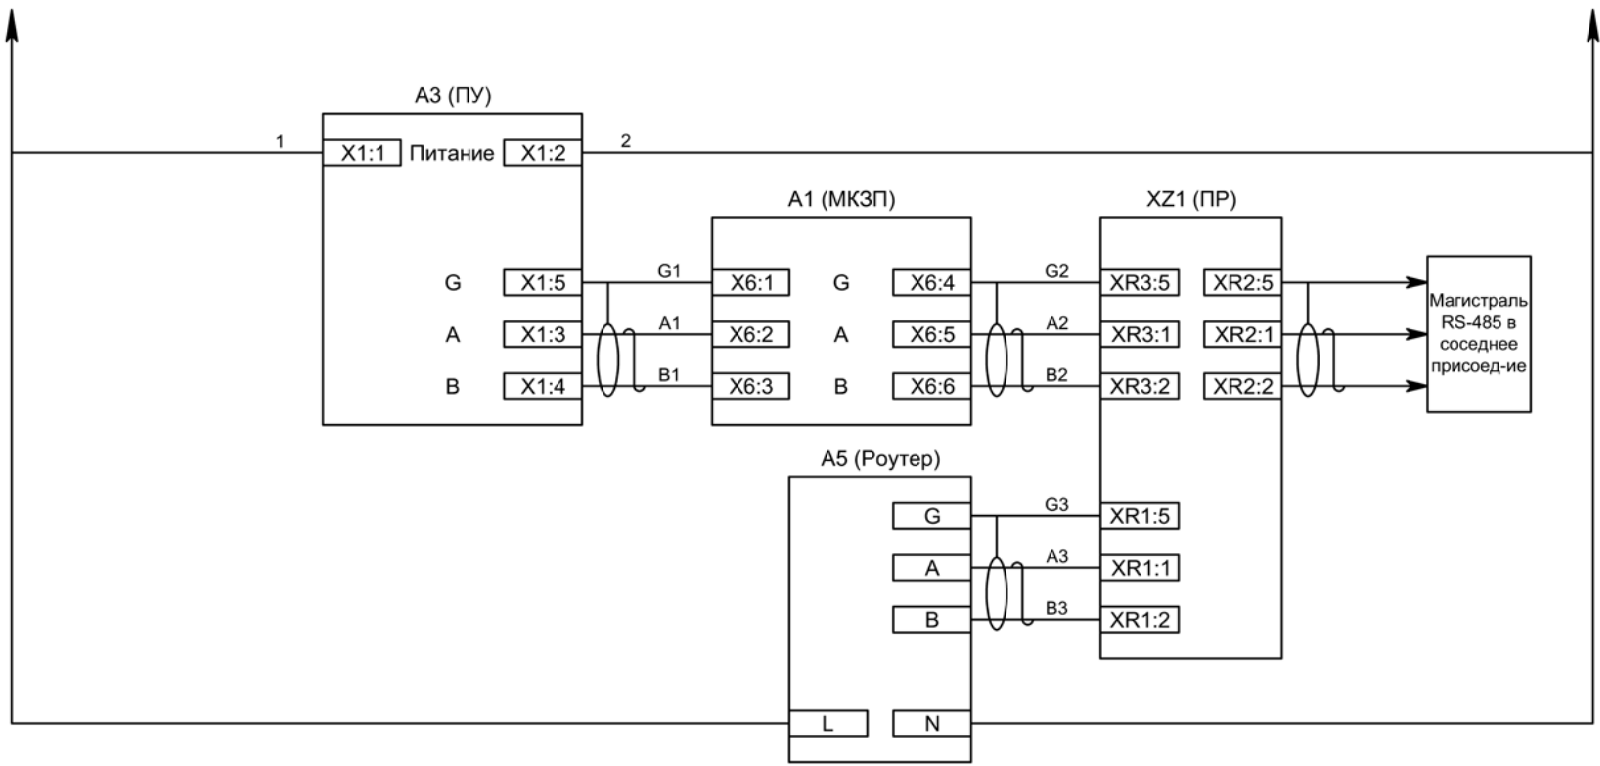 А3 (ПУ)
1
X1:1
Питание
X1:2
2
А1 (МКЗП)
XZ1 (ПР)
G
X1:5
G1
X6:1
G
X6:4
G2
XR3:5
XR2:5
A
X1:3
A1
X6:2
A
X6:5
A2
XR3:1
XR2:1
B
X1:4
B1
X6:3
B
X6:6
B2
XR3:2
XR2:2
Магистраль
RS-485 в
соседнее
присоед-ие
А5 (Роутер)
G
G3
XR1:5
A
A3
XR1:1
B
B3
XR1:2
L
N